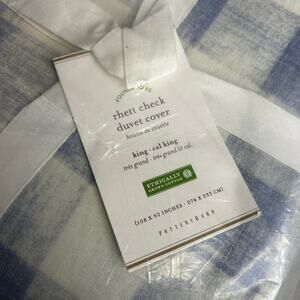 rhett check
duvet cover
housse de couette
king · cal king
très grand · très grand lit cal.
ETHICALLY
GROWN COTTON
(108 X 92 INCHES · 274 X 233 CM)
POTTERY BARN